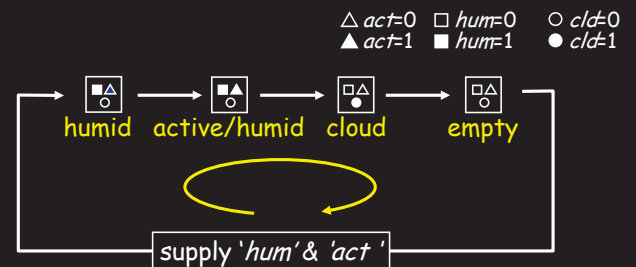 △ act=0 □ hum=0 ○ cld=0
▲ act=1 ■ hum=1 ● cld=1
humid active/humid cloud empty
supply ‘hum’ & ‘act ’